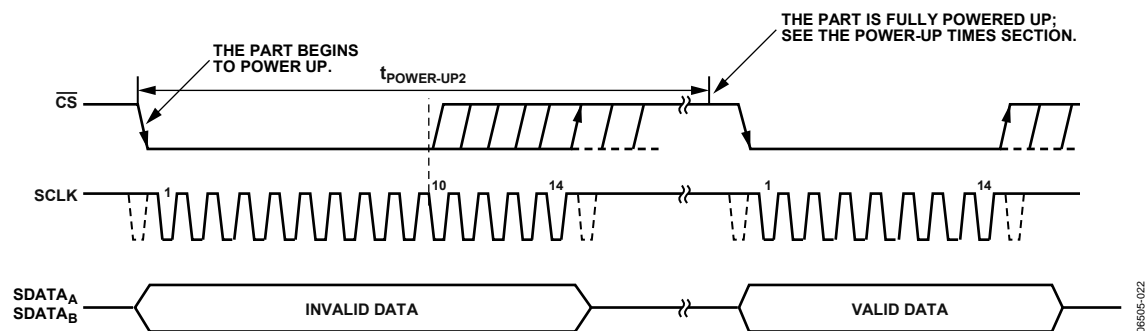 THE PART BEGINS
TO POWER UP.
THE PART IS FULLY POWERED UP;
SEE THE POWER-UP TIMES SECTION.
tPOWER-UP2
CS
SCLK
1
10
14
1
14
SDATAA
SDATAB
INVALID DATA
VALID DATA
06505-022